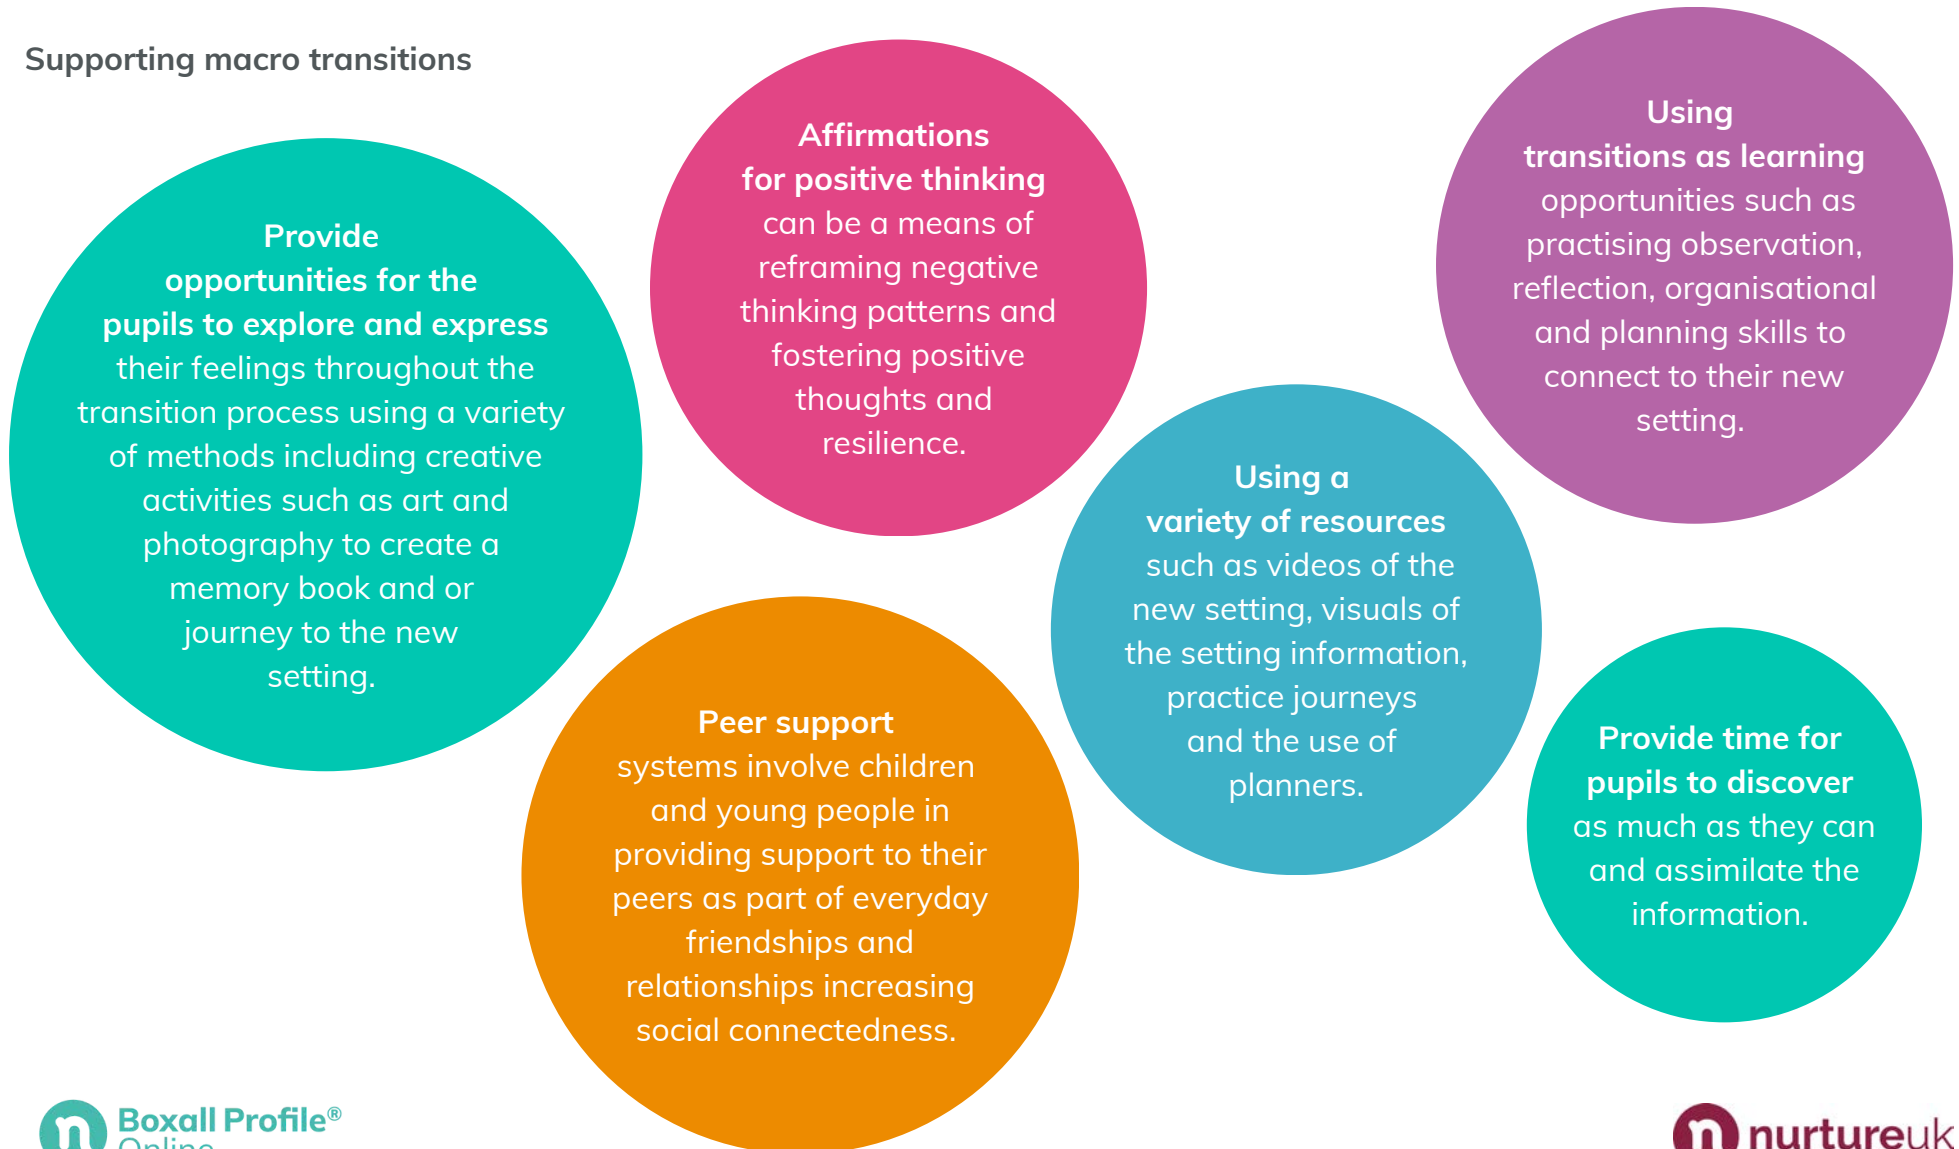 Supporting macro transitions
Provide
opportunities for the
pupils to explore and express
their feelings throughout the
transition process using a variety
of methods including creative
activities such as art and
photography to create a
memory book and or
journey to the new
setting.
Affirmations
for positive thinking
can be a means of
reframing negative
thinking patterns and
fostering positive
thoughts and
resilience.
Using
transitions as learning
opportunities such as
practising observation,
reflection, organisational
and planning skills to
connect to their new
setting.
Using a
variety of resources
such as videos of the
new setting, visuals of
the setting information,
practice journeys
and the use of
planners.
Peer support
systems involve children
and young people in
providing support to their
peers as part of everyday
friendships and
relationships increasing
social connectedness.
Provide time for
pupils to discover
as much as they can
and assimilate the
information.
n Boxall Profile®
Online
n nurtureuk